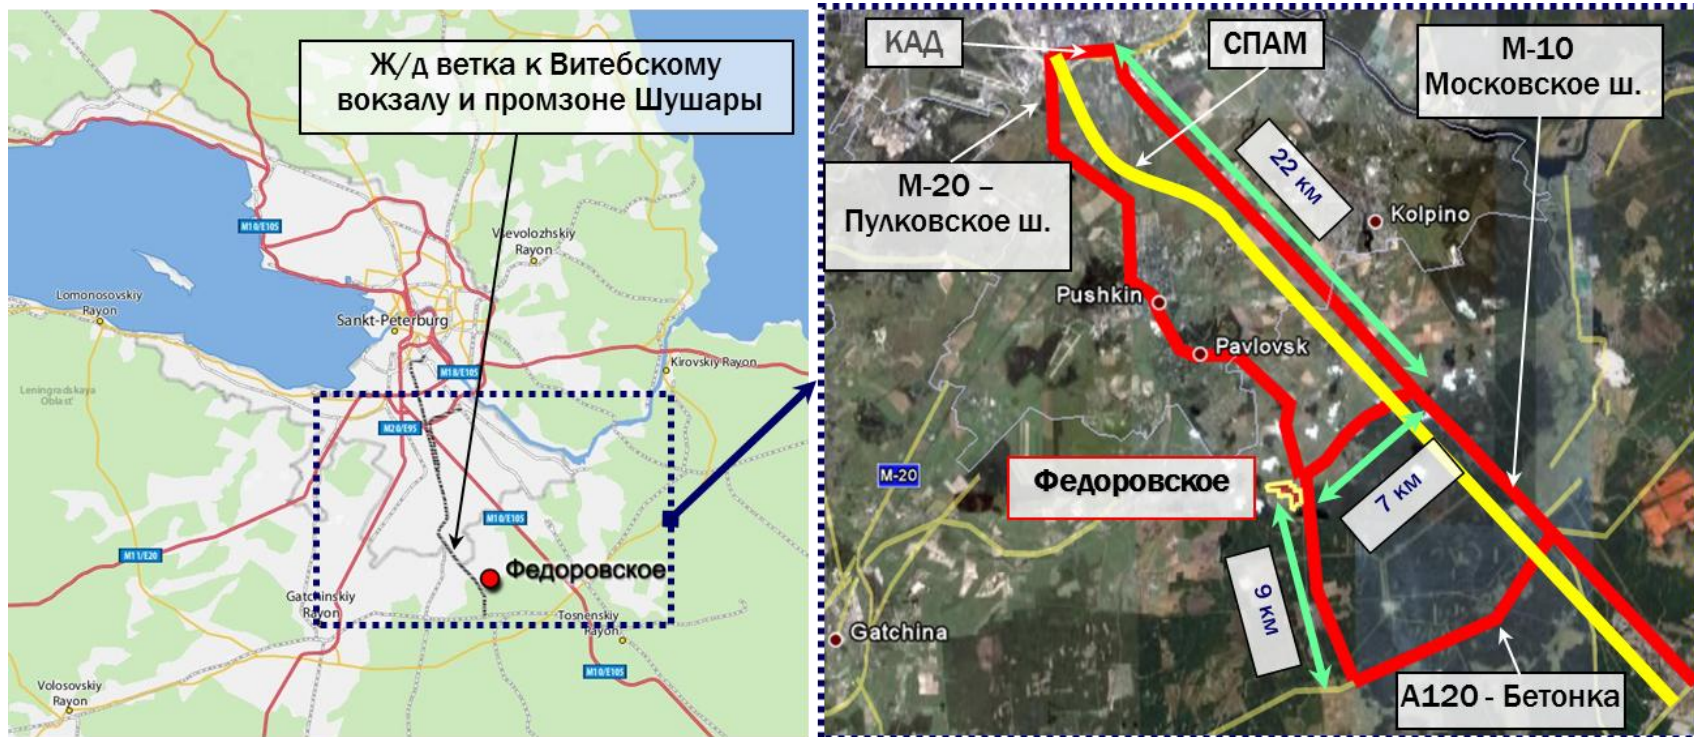 Ж/д ветка к Витебскому
вокзалу и промзоне Шушары
M10/E105
Vsevolozhskiy
Rayon
Lomonosovskiy
Rayon
Sankt-Peterburg
Kirovskiy Rayon
M18/E105
Leningradskaya
Oblast'
M20/E95
M10/E105
M11/E20
Федоровское
Gatchinskiy
Rayon
Tosnenskiy
Rayon
M10/E105
Volosovskiy
Rayon
КАД
СПАМ
М-10
Московское ш.
22 км
М-20 –
Пулковское ш.
Kolpino
Pushkin
Pavlovsk
M-20
Федоровское
7 км
9 км
Gatchina
А120 - Бетонка